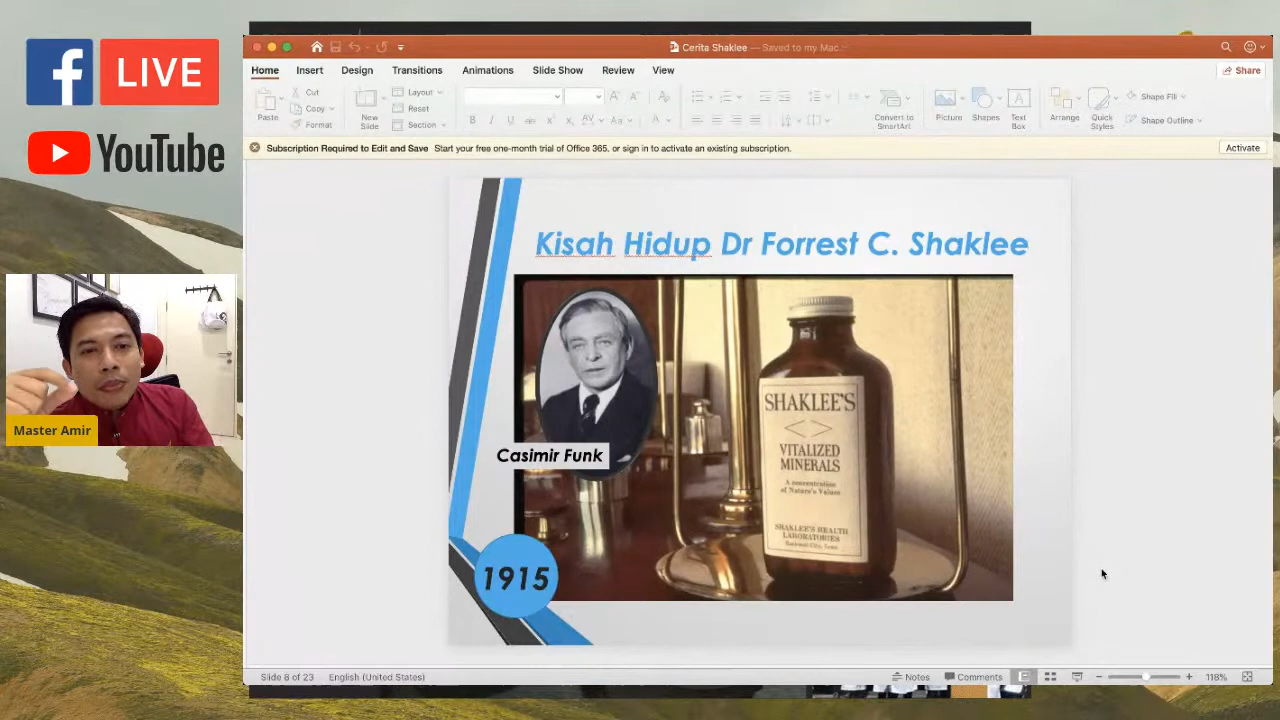 LIVE
YouTube
Master Amir
Cerita Shaklee — Saved to my Mac
Home Insert Design Transitions Animations Slide Show Review View Share
Paste Cut Copy Format New Slide Layout Reset Section Convert to SmartArt Picture Shapes Text Box Arrange Quick Styles Shape Fill Shape Outline
Subscription Required to Edit and Save Start your free one-month trial of Office 365, or sign in to activate an existing subscription. Activate
Kisah Hidup Dr Forrest C. Shaklee
SHAKLEE'S
VITALIZED
MINERALS
A concentration
of Nature's Values
SHAKLEE'S HEALTH
LABORATORIES
Casimir Funk
1915
Slide 8 of 23 English (United States) Notes Comments 118%